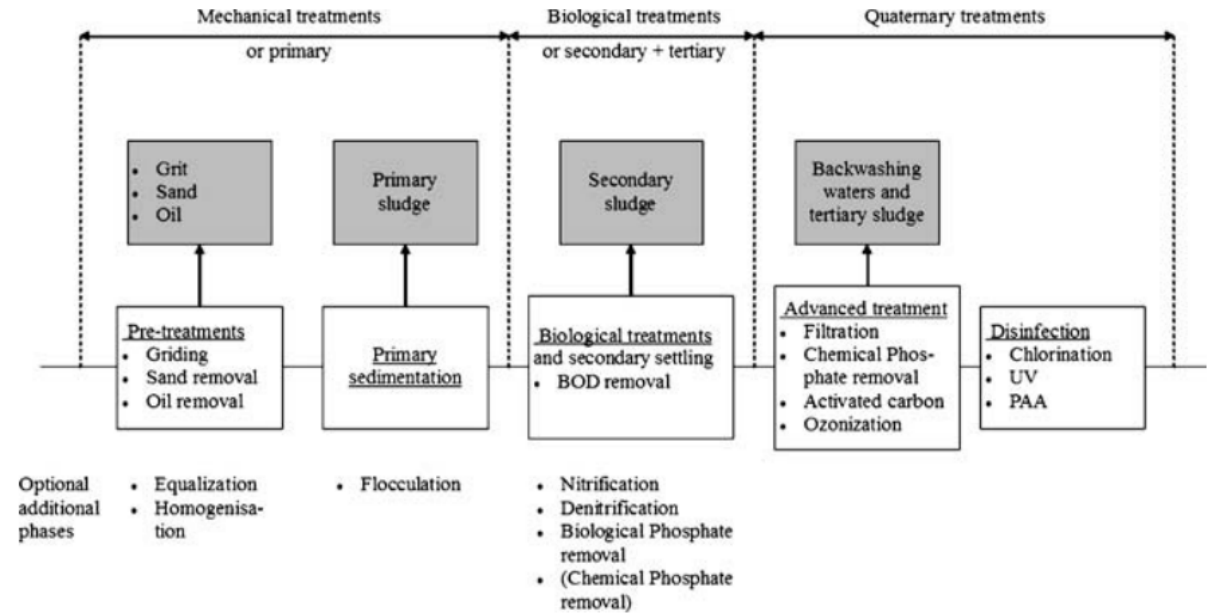 Mechanical treatments
or primary
Biological treatments
or secondary + tertiary
Quaternary treatments
• Grit
• Sand
• Oil
Primary
sludge
Secondary
sludge
Backwashing
waters and
tertiary sludge
Pre-treatments
• Griding
• Sand removal
• Oil removal
Primary
sedimentation
Biological treatments
and secondary settling
• BOD removal
Advanced treatment
• Filtration
• Chemical Phos-
phate removal
• Activated carbon
• Ozonization
Disinfection
• Chlorination
• UV
• PAA
Optional
additional
phases
• Equalization
• Homogenisa-
tion
• Flocculation
• Nitrification
• Denitrification
• Biological Phosphate
removal
• (Chemical Phosphate
removal)